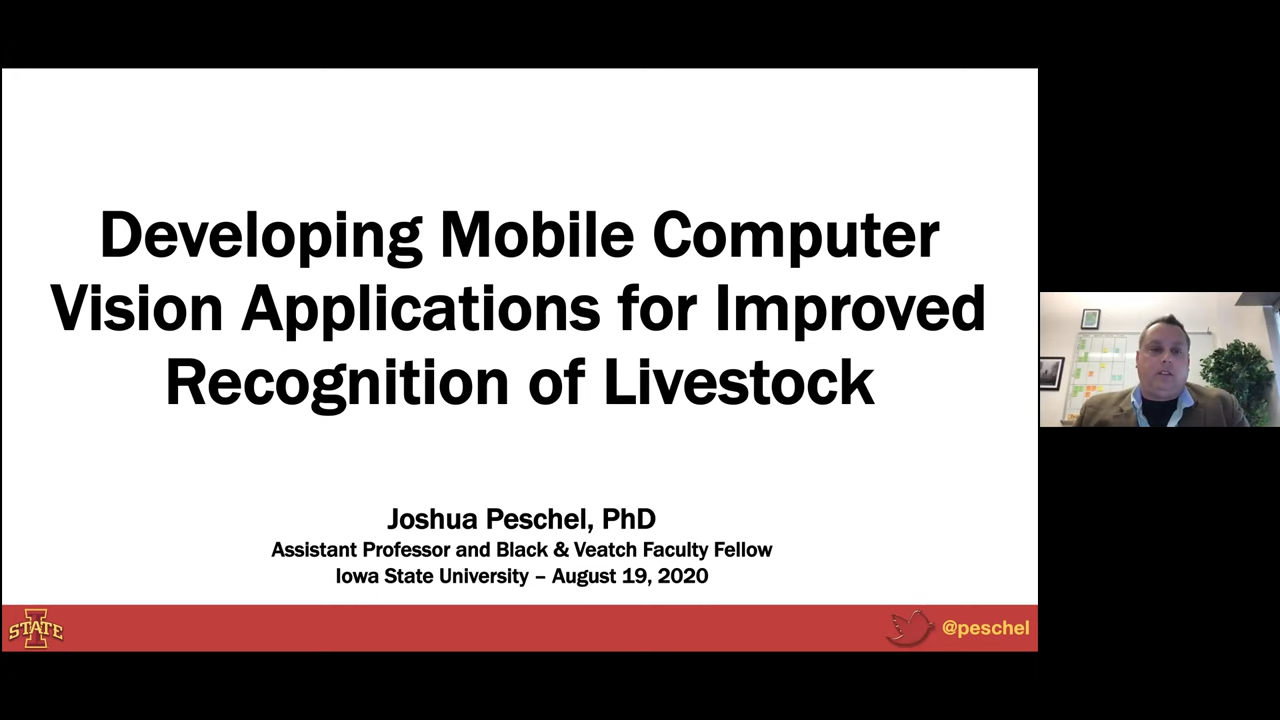 Developing Mobile Computer
Vision Applications for Improved
Recognition of Livestock
Joshua Peschel, PhD
Assistant Professor and Black & Veatch Faculty Fellow
Iowa State University – August 19, 2020
STATE
@peschel